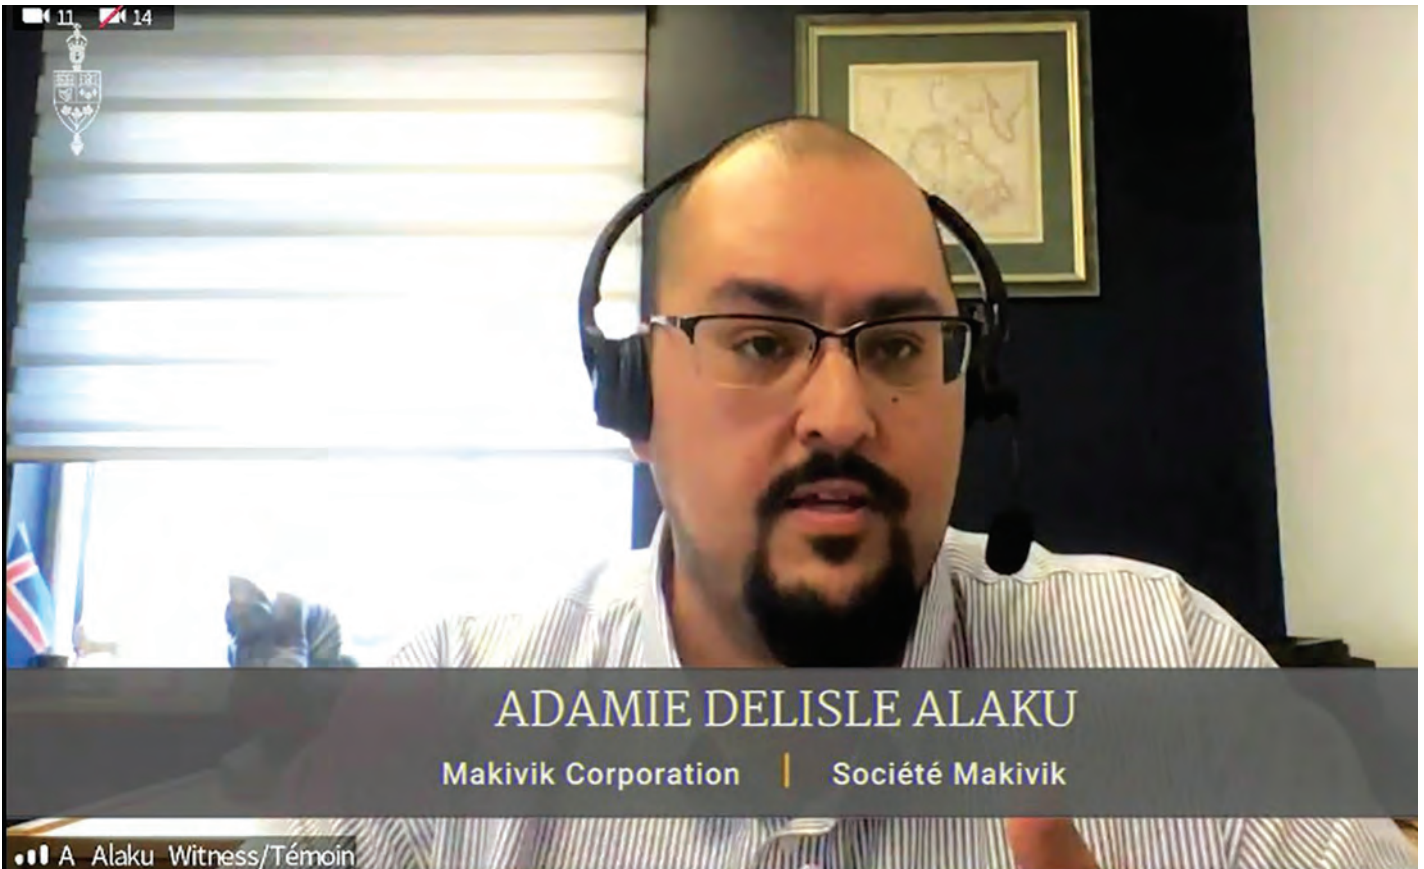 11 14
ADAMIE DELISLE ALAKU
Makivik Corporation | Société Makivik
A Alaku Witness/Témoin